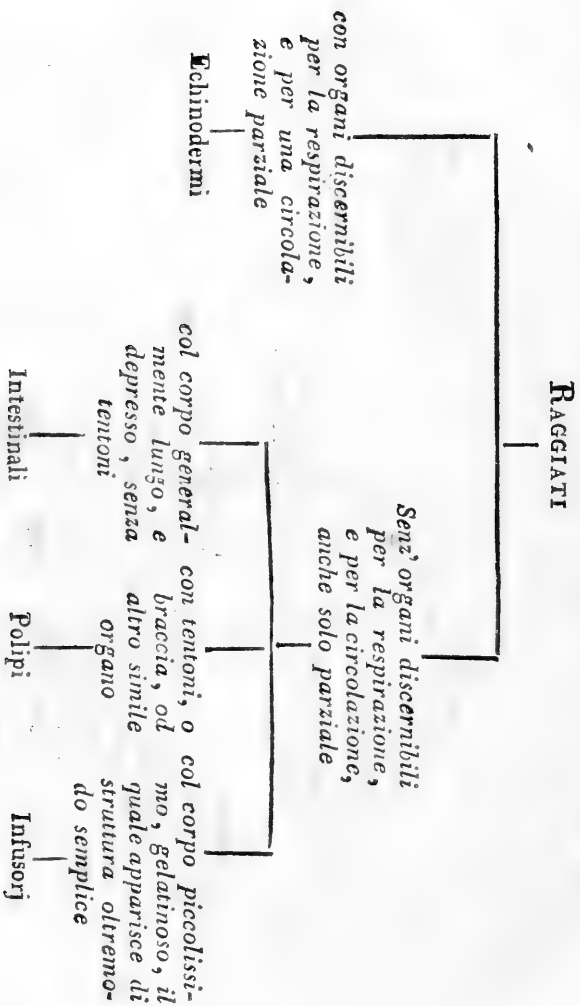 RAGGIATI
con organi discernibili
per la respirazione,
e per una circola-
zione parziale
Echinodermi
Senz' organi discernibili
per la respirazione,
e per la circolazione,
anche solo parziale
col corpo general-
mente lungo, e
depresso, senza
tentoni
Intestinali
con tentoni, o
braccia, od
altro simile
organo
Polipi
col corpo piccolissi-
mo, gelatinoso, il
quale apparisce di
struttura oltremo-
do semplice
Infusorj